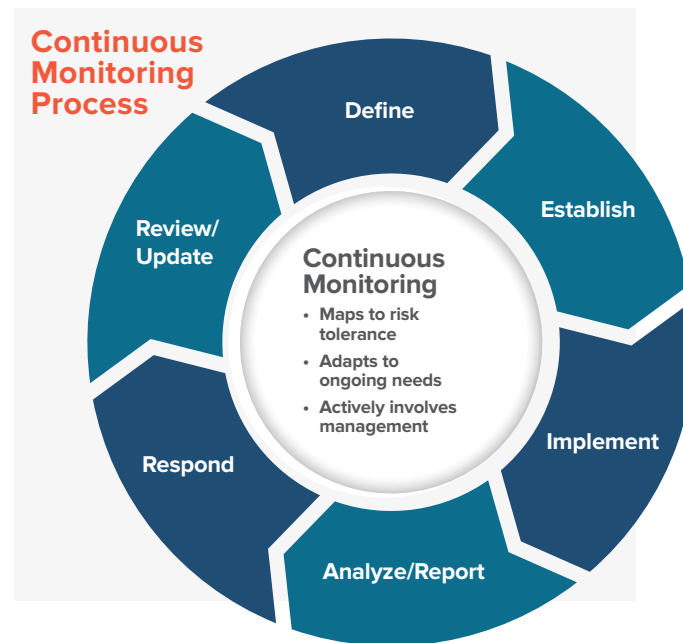 Continuous
Monitoring
Process
Define
Establish
Implement
Analyze/Report
Respond
Review/
Update
Continuous
Monitoring
• Maps to risk
tolerance
• Adapts to
ongoing needs
• Actively involves
management